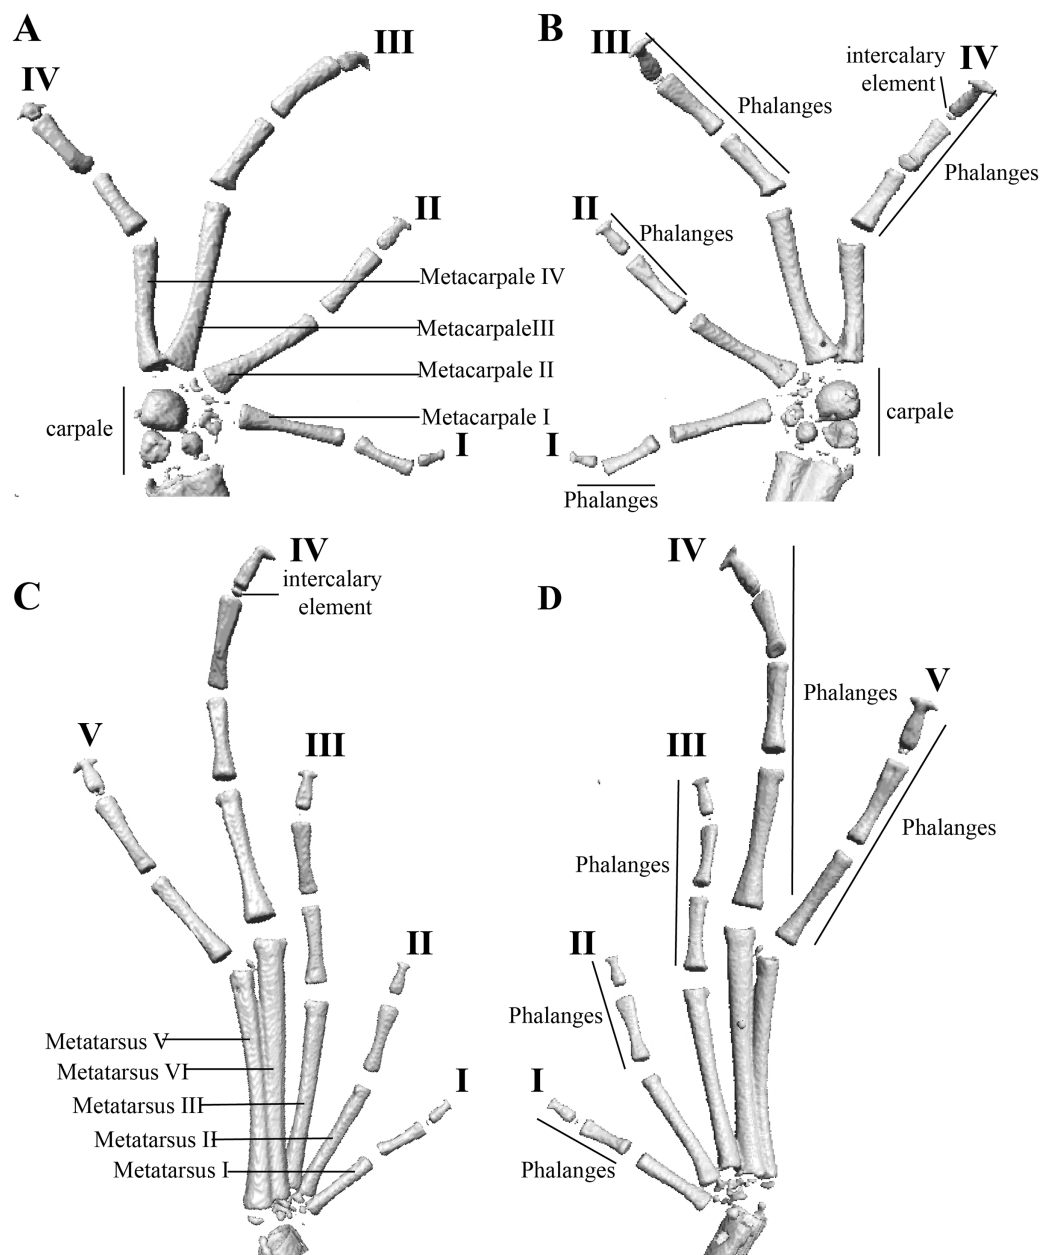 A
III
IV
II
Metacarpale IV
MetacarpaleIII
Metacarpale II
Metacarpale I
carpale
I
B
III
intercalary
element
IV
Phalanges
Phalanges
II
Phalanges
carpale
I
Phalanges
C
IV
intercalary
element
V
III
II
Metatarsus V
Metatarsus VI
Metatarsus III
Metatarsus II
Metatarsus I
I
D
IV
Phalanges
V
III
Phalanges
Phalanges
II
Phalanges
I
Phalanges